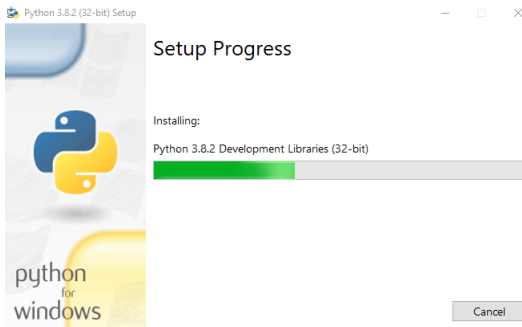 Python 3.8.2 (32-bit) Setup
Setup Progress
Installing:
Python 3.8.2 Development Libraries (32-bit)
python
for
windows
Cancel